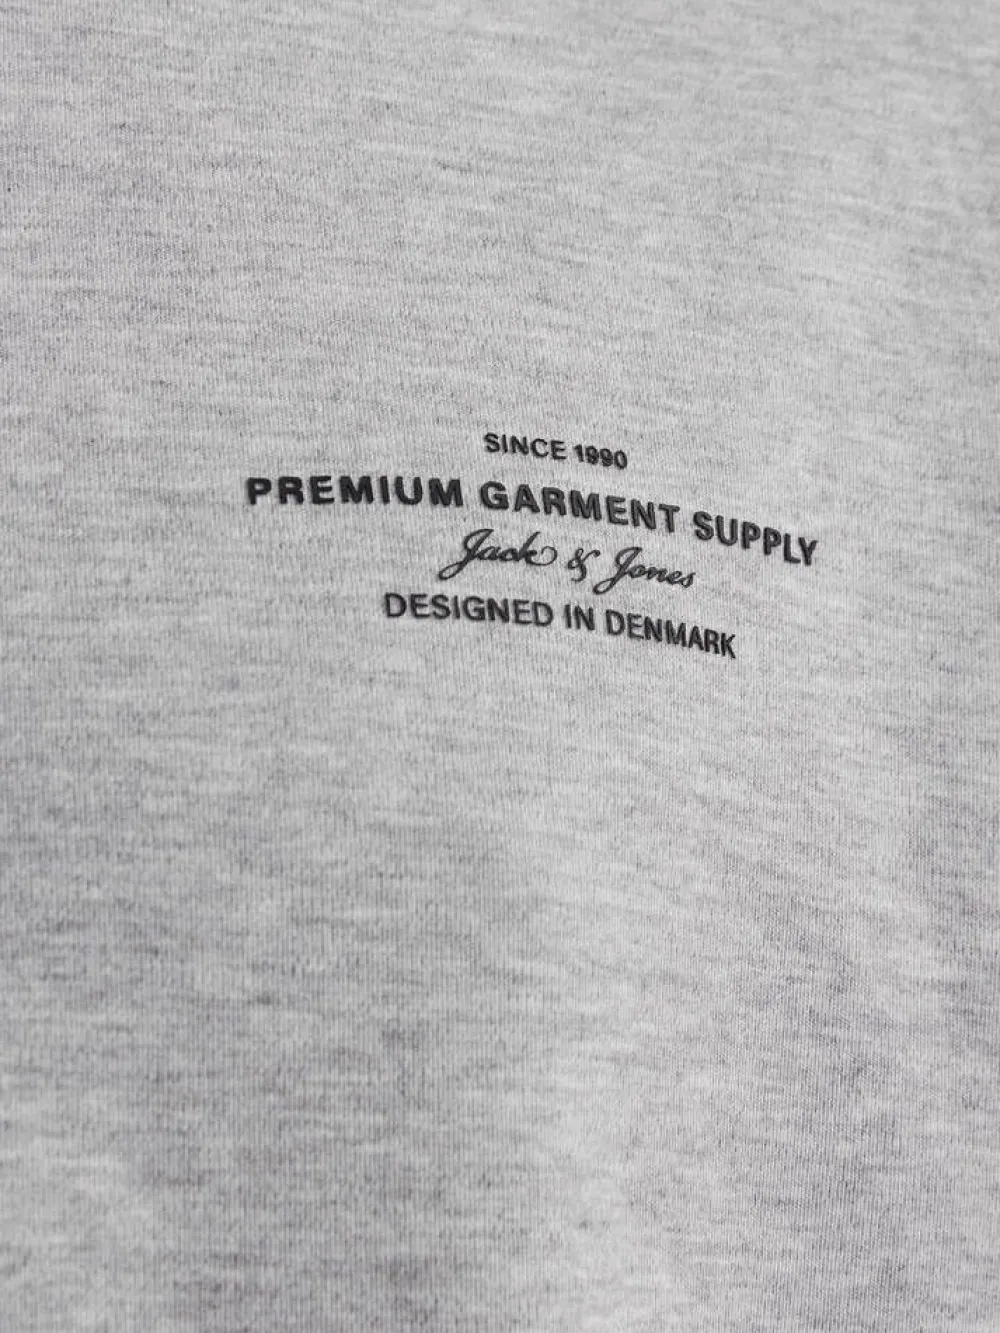 SINCE 1990
PREMIUM GARMENT SUPPLY
Jack & Jones
DESIGNED IN DENMARK